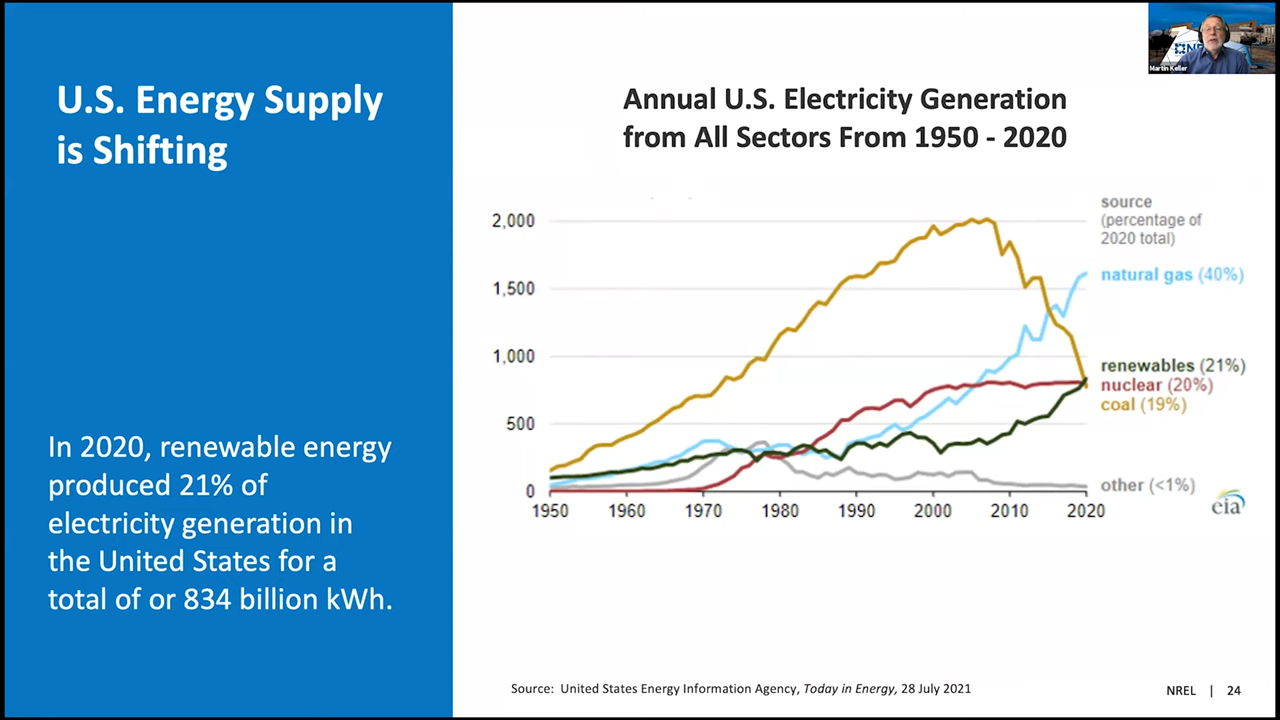 U.S. Energy Supply
is Shifting
In 2020, renewable energy
produced 21% of
electricity generation in
the United States for a
total of or 834 billion kWh.
Annual U.S. Electricity Generation
from All Sectors From 1950 - 2020
source
(percentage of
2020 total)
2,000
1,500
1,000
500
0
natural gas (40%)
renewables (21%)
nuclear (20%)
coal (19%)
other (<1%)
1950 1960 1970 1980 1990 2000 2010 2020
eia
Source: United States Energy Information Agency, Today in Energy, 28 July 2021
NREL | 24
Martin Keller